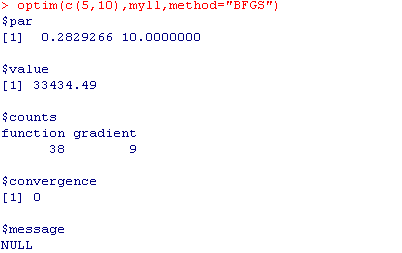 > optim(c(5,10),myll,method="BFGS")
$par
[1]  0.2829266 10.0000000
$value
[1] 33434.49
$counts
function gradient
      38        9
$convergence
[1] 0
$message
NULL